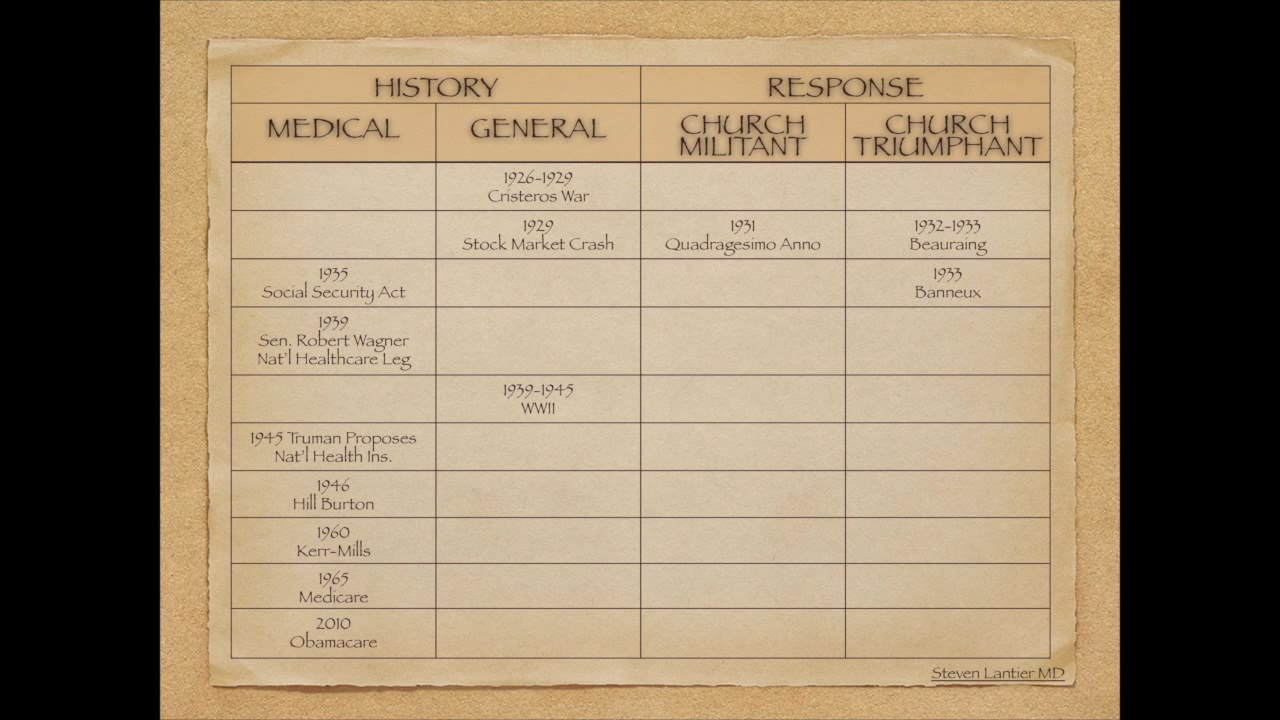 HISTORY
RESPONSE
MEDICAL
GENERAL
CHURCH
MILITANT
CHURCH
TRIUMPHANT
1926-1929
Cristeros War
1929
Stock Market Crash
1931
Quadragesimo Anno
1932-1933
Beauraing
1935
Social Security Act
1933
Banneux
1939
Sen. Robert Wagner
Nat'l Healthcare Leg
1939-1945
WWII
1945 Truman Proposes
Nat'l Health Ins.
1946
Hill Burton
1960
Kerr-Mills
1965
Medicare
2010
Obamacare
Steven Lantier MD